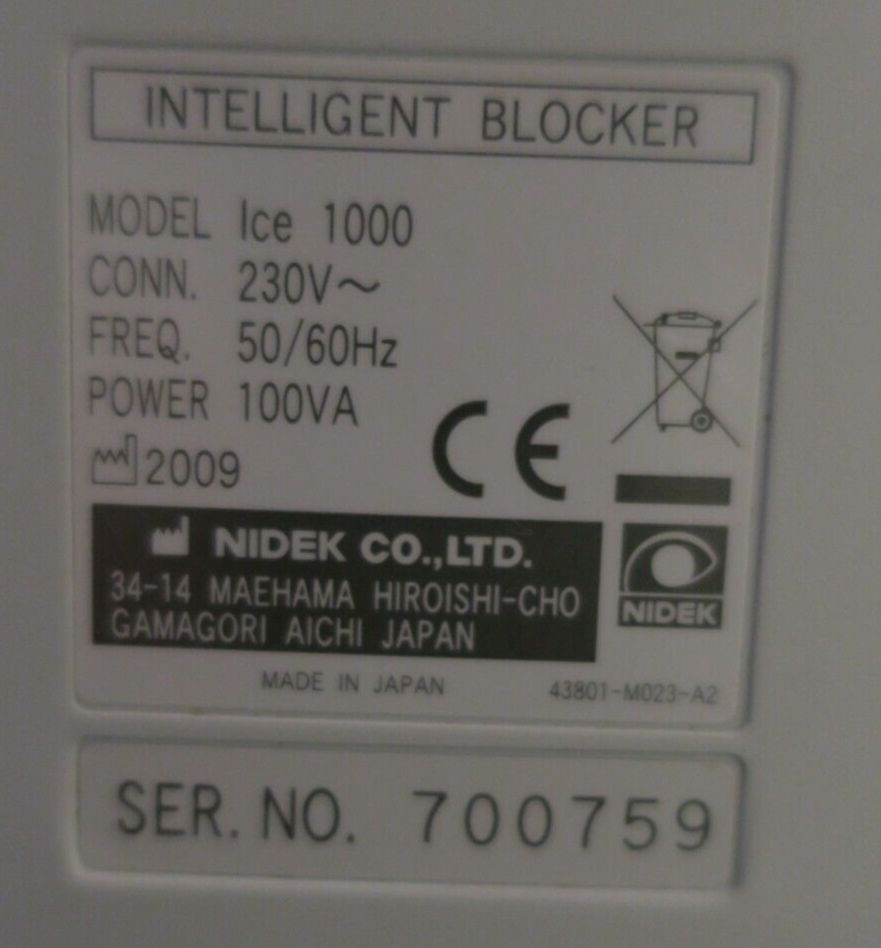 INTELLIGENT BLOCKER
MODEL Ice 1000
CONN. 230V～
FREQ. 50/60Hz
POWER 100VA
2009
CE
NIDEK CO.,LTD.
34-14 MAEHAMA HIROISHI-CHO
GAMAGORI AICHI JAPAN
NIDEK
MADE IN JAPAN
43801-M023-A2
SER. NO. 700759